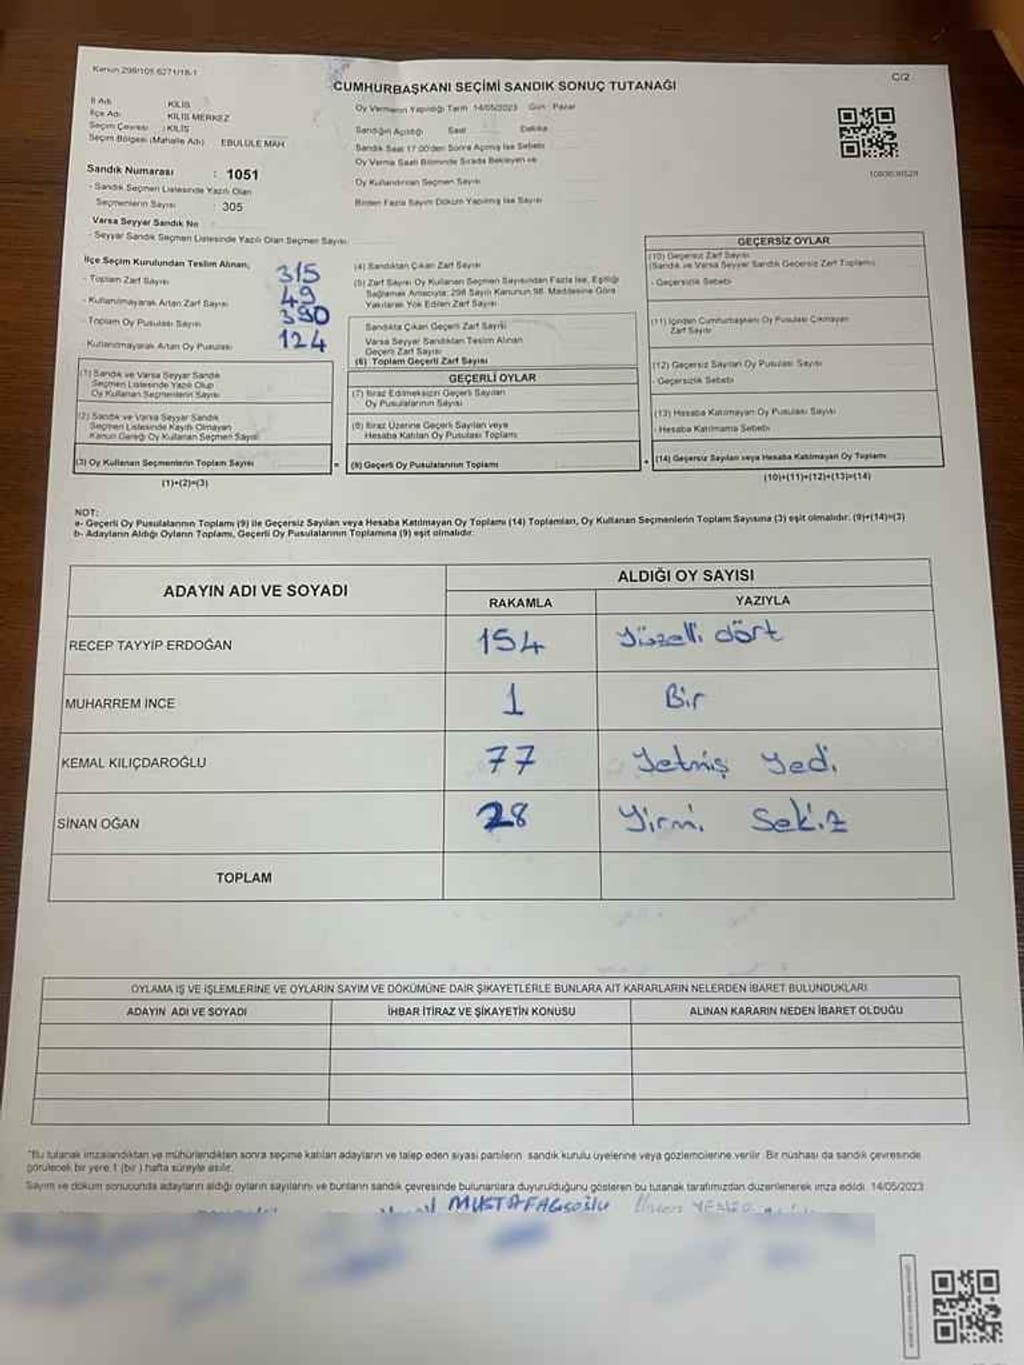 Kanun 298/105 6271/18-1
C/2
CUMHURBAŞKANI SEÇİMİ SANDIK SONUÇ TUTANAĞI
İl Adı KİLİS
İlçe Adı KİLİS MERKEZ
Seçim Çevresi : KİLİS
Seçim Bölgesi (Mahalle Adı) EBULULE MAH
Sandık Numarası : 1051
- Sandık Seçmen Listesinde Yazılı Olan
Seçmenlerin Sayısı : 305
Varsa Seyyar Sandık No
- Seyyar Sandık Seçmen Listesinde Yazılı Olan Seçmen Sayısı
Oy Vermenin Yapıldığı Tarih 14/05/2023 Gün : Pazar
Sandığın Açıldığı Saat Dakika
Sandık Saat 17:00'den Sonra Açılmış İse Sebebi
Oy Verme Saati Bitiminde Sırada Bekleyen ve
Oy Kullandırılan Seçmen Sayısı
Birden Fazla Sayım Döküm Yapılmış İse Sayısı
İlçe Seçim Kurulundan Teslim Alınan;
- Toplam Zarf Sayısı 315
- Kullanılmayarak Artan Zarf Sayısı 49
- Toplam Oy Pusulası Sayısı 390
- Kullanılmayarak Artan Oy Pusulası 124
(1) Sandık ve Varsa Seyyar Sandık
Seçmen Listesinde Yazılı Olup
Oy Kullanan Seçmenlerin Sayısı
(2) Sandık ve Varsa Seyyar Sandık
Seçmen Listesinde Kayıtlı Olmayan
Kanun Gereği Oy Kullanan Seçmen Sayısı
(3) Oy Kullanan Seçmenlerin Toplam Sayısı
(1)+(2)=(3)
(4) Sandıktan Çıkan Zarf Sayısı
(5) Zarf Sayısı Oy Kullanan Seçmen Sayısından Fazla İse, Eşitliği
Sağlamak Amacıyla; 298 Sayılı Kanunun 98. Maddesine Göre
Yakılarak Yok Edilen Zarf Sayısı
Sandıkta Çıkan Geçerli Zarf Sayısı
Varsa Seyyar Sandıktan Teslim Alınan
Geçerli Zarf Sayısı
(6) Toplam Geçerli Zarf Sayısı
GEÇERLİ OYLAR
(7) İtiraz Edilmeksizin Geçerli Sayılan
Oy Pusulalarının Sayısı
(8) İtiraz Üzerine Geçerli Sayılan veya
Hesaba Katılan Oy Pusulası Toplamı
= (9) Geçerli Oy Pusulalarının Toplamı
GEÇERSİZ OYLAR
(10) Geçersiz Zarf Sayısı
(Sandık ve Varsa Seyyar Sandık Geçersiz Zarf Toplamı)
- Geçersizlik Sebebi
(11) İçinden Cumhurbaşkanı Oy Pusulası Çıkmayan
Zarf Sayısı
(12) Geçersiz Sayılan Oy Pusulası Sayısı
- Geçersizlik Sebebi
(13) Hesaba Katılmayan Oy Pusulası Sayısı
- Hesaba Katılmama Sebebi
+ (14) Geçersiz Sayılan veya Hesaba Katılmayan Oy Toplamı
(10)+(11)+(12)+(13)=(14)
NOT:
a- Geçerli Oy Pusulalarının Toplamı (9) ile Geçersiz Sayılan veya Hesaba Katılmayan Oy Toplamı (14) Toplamları, Oy Kullanan Seçmenlerin Toplam Sayısına (3) eşit olmalıdır. (9)+(14)=(3)
b- Adayların Aldığı Oyların Toplamı, Geçerli Oy Pusulalarının Toplamına (9) eşit olmalıdır.
ADAYIN ADI VE SOYADI ALDIĞI OY SAYISI
RAKAMLA YAZIYLA
RECEP TAYYİP ERDOĞAN 154 Yüzelli dört
MUHARREM İNCE 1 Bir
KEMAL KILIÇDAROĞLU 77 Yetmiş Yedi
SİNAN OĞAN 28 Yirmi Sekiz
TOPLAM
OYLAMA İŞ VE İŞLEMLERİNE VE OYLARIN SAYIM VE DÖKÜMÜNE DAİR ŞİKAYETLERLE BUNLARA AİT KARARLARIN NELERDEN İBARET BULUNDUKLARI
ADAYIN ADI VE SOYADI İHBAR İTİRAZ VE ŞİKAYETİN KONUSU ALINAN KARARIN NEDEN İBARET OLDUĞU
"Bu tutanak imzalandıktan ve mühürlendikten sonra seçime katılan adayların ve talep eden siyasi partilerin sandık kurulu üyelerine veya gözlemcilerine verilir. Bir nüshası da sandık çevresinde
görülecek bir yere 1 (bir) hafta süreyle asılır.
Sayım ve döküm sonucunda adayların aldığı oyların sayılarını ve bunların sandık çevresinde bulunanlara duyurulduğunu gösteren bu tutanak tarafımızdan düzenlenerek imza edildi. 14/05/2023
MUSTAFAGİSOĞLU